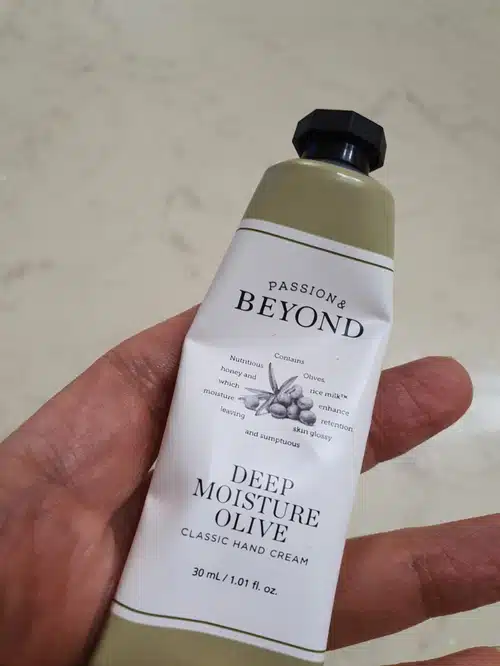 PASSION&
BEYOND
Contains
Nutritious Olives,
honey and rice milk™
which enhance
moisture retention
leaving skin glossy
and sumptuous
DEEP
MOISTURE
OLIVE
CLASSIC HAND CREAM
30 mL / 1.01 fl. oz.